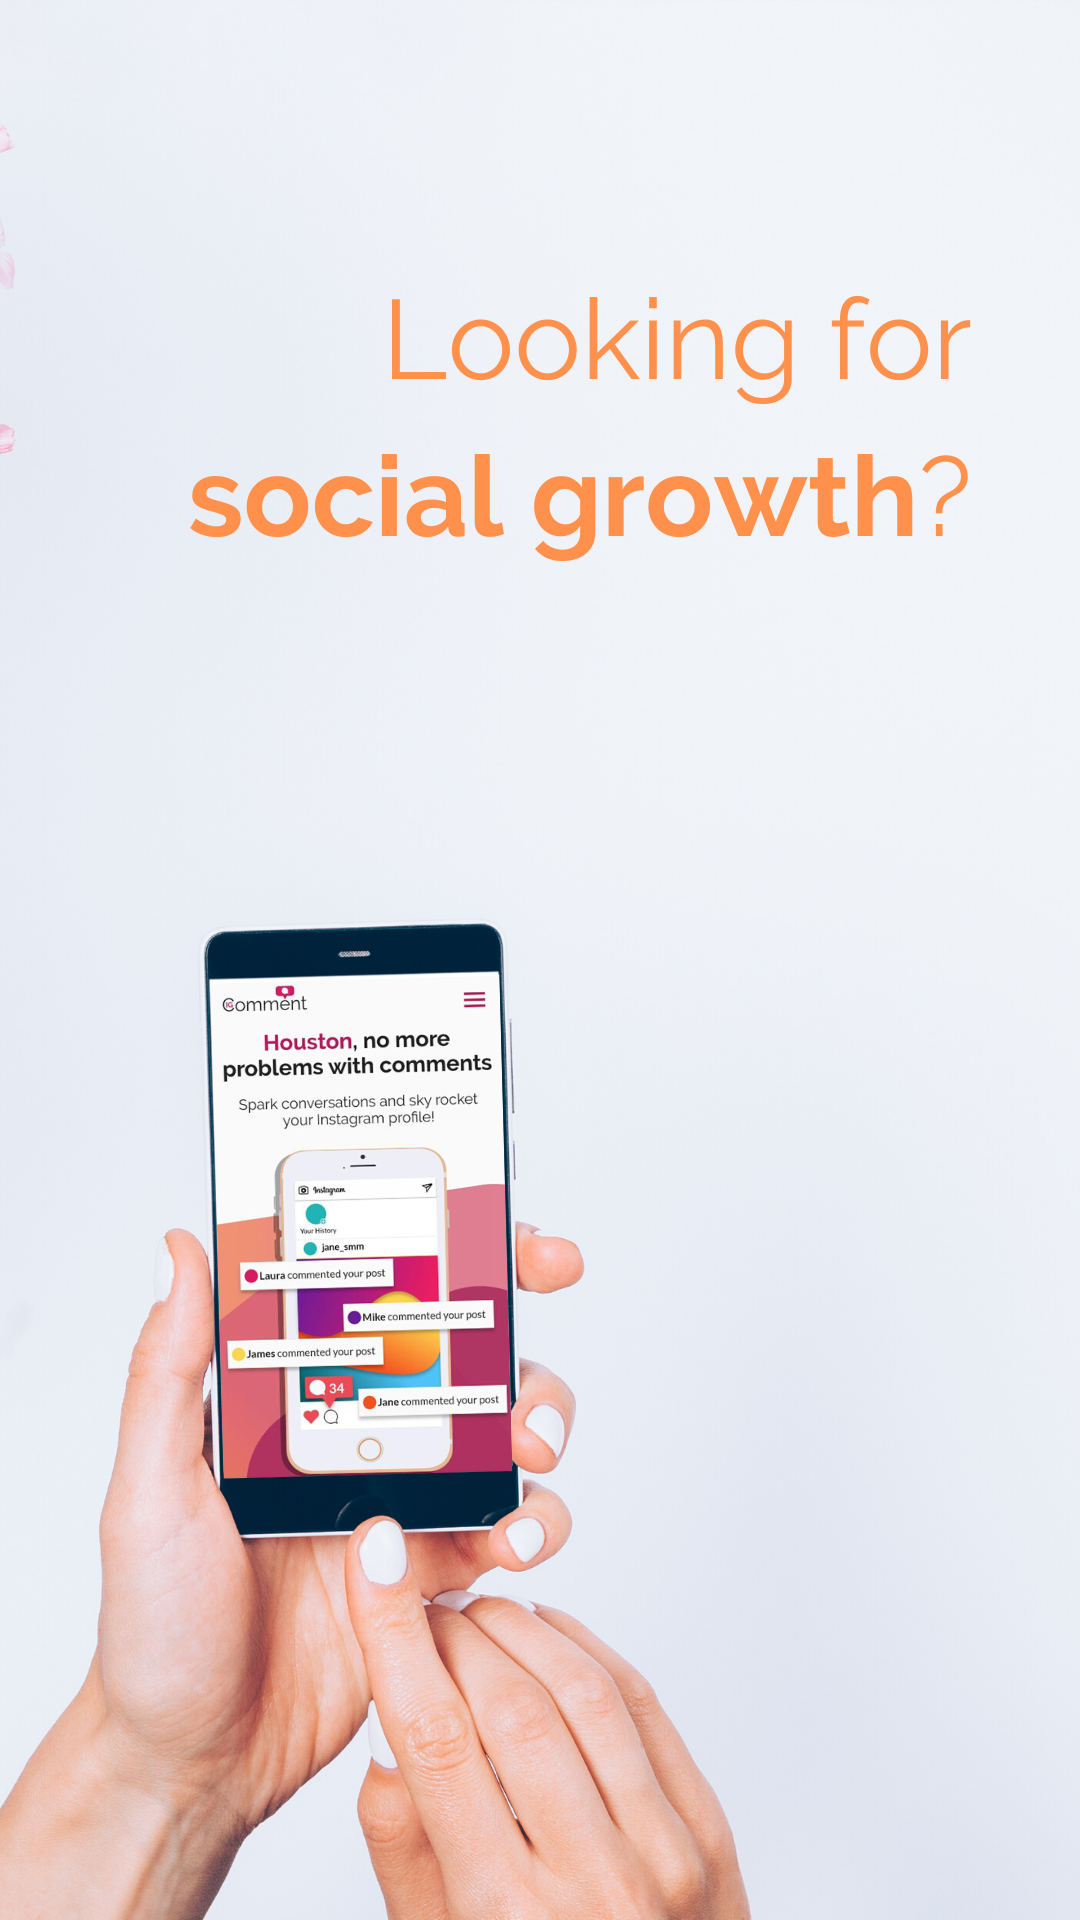 Looking for
social growth?
IGComment
Houston, no more
problems with comments
Spark conversations and sky rocket
your Instagram profile!
Instagram
Your History
jane_smm
Laura commented your post
Mike commented your post
James commented your post
34
Jane commented your post